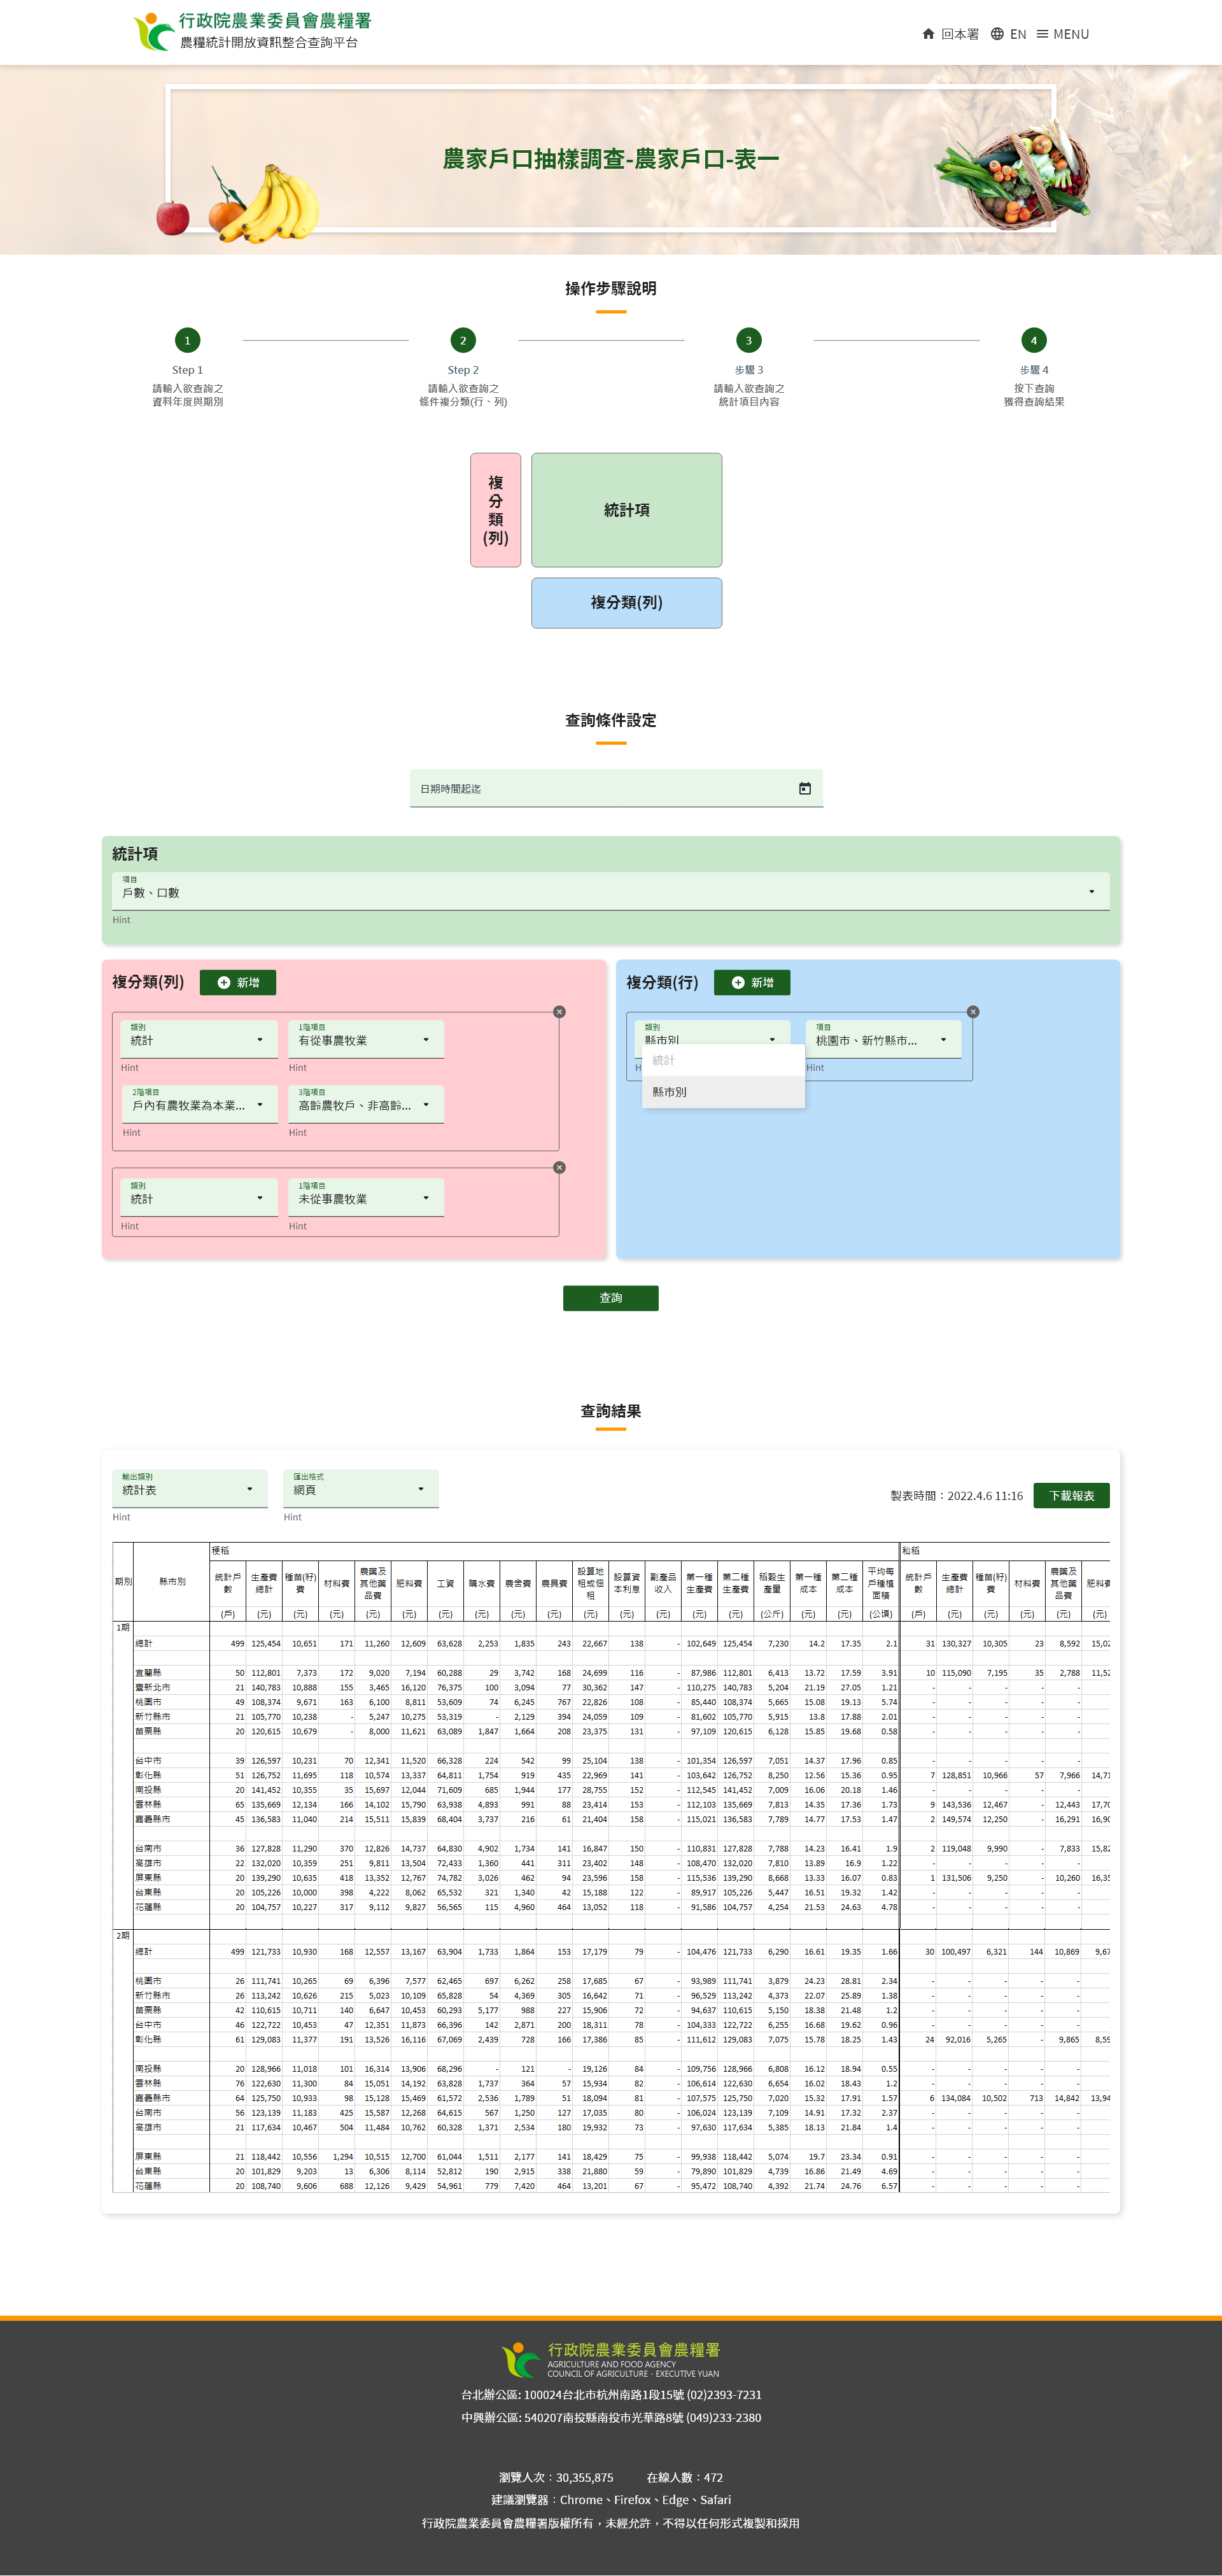 行政院農業委員會農糧署
農糧統計開放資訊整合查詢平台
回本署 EN MENU
農家戶口抽樣調查-農家戶口-表一
操作步驟說明
1 2 3 4
Step 1 Step 2 步驟 3 步驟 4
請輸入欲查詢之 請輸入欲查詢之 請輸入欲查詢之 按下查詢
資料年度與期別 條件複分類(行、列) 統計項目內容 獲得查詢結果
複
分
類
(列)
統計項
複分類(列)
查詢條件設定
日期時間起迄
統計項
項目
戶數、口數
Hint
複分類(列) 新增
類別 1階項目
統計 有從事農牧業
Hint Hint
2階項目 3階項目
戶內有農牧業為本業... 高齡農牧戶、非高齡...
Hint Hint
類別 1階項目
統計 未從事農牧業
Hint Hint
複分類(行) 新增
類別 項目
縣市別 桃園市、新竹縣市...
Hint
統計
縣市別
查詢
查詢結果
輸出類別 匯出格式
統計表 網頁
Hint Hint
製表時間：2022.4.6 11:16 下載報表
稉稻 秈稻
期別 縣市別 統計戶數 生產費總計 種苗(籽)費 材料費 農藥及其他藥品費 肥料費 工資 購水費 農舍費 農具費 設算地租或佃租 設算資本利息 副產品收入 第一種生產費 第二種生產費 稻穀生產量 第一種成本 第二種成本 平均每戶種植面積 統計戶數 生產費總計 種苗(籽)費 材料費 農藥及其他藥品費 肥料費
(戶) (元) (元) (元) (元) (元) (元) (元) (元) (元) (元) (元) (元) (元) (元) (公斤) (元) (元) (公頃) (戶) (元) (元) (元) (元) (元)
1期
總計 499 125,454 10,651 171 11,260 12,609 63,628 2,253 1,835 243 22,667 138 - 102,649 125,454 7,230 14.2 17.35 2.1 31 130,327 10,305 23 8,592
宜蘭縣 50 112,801 7,373 172 9,020 7,194 60,288 29 3,742 168 24,699 116 - 87,986 112,801 6,413 13.72 17.59 3.91 10 115,090 7,195 35 2,788
臺新北市 21 140,783 10,888 155 3,465 16,120 76,375 100 3,094 77 30,362 147 - 110,275 140,783 5,204 21.19 27.05 1.21 - - - - -
桃園市 49 108,374 9,671 163 6,100 8,811 53,609 74 6,245 767 22,826 108 - 85,440 108,374 5,665 15.08 19.13 5.74 - - - - -
新竹縣市 21 105,770 10,238 - 5,247 10,275 53,319 - 2,129 394 24,059 109 - 81,602 105,770 5,915 13.8 17.88 2.01 - - - - -
苗栗縣 20 120,615 10,679 - 8,000 11,621 63,089 1,847 1,664 208 23,375 131 - 97,109 120,615 6,128 15.85 19.68 0.58 - - - - -
台中市 39 126,597 10,231 70 12,341 11,520 66,328 224 542 99 25,104 138 - 101,354 126,597 7,051 14.37 17.96 0.85 - - - - -
彰化縣 51 126,752 11,695 118 10,574 13,337 64,811 1,754 919 435 22,969 141 - 103,642 126,752 8,250 12.56 15.36 0.95 7 128,851 10,966 57 7,966
南投縣 20 141,452 10,355 35 15,697 12,044 71,609 685 1,944 177 28,755 152 - 112,545 141,452 7,009 16.06 20.18 1.46 - - - - -
雲林縣 65 135,669 12,134 166 14,102 15,790 63,938 4,893 991 88 23,414 153 - 112,103 135,669 7,813 14.35 17.36 1.73 9 143,536 12,467 - 12,443
嘉義縣市 45 136,583 11,040 214 15,511 15,839 68,404 3,737 216 61 21,404 158 - 115,021 136,583 7,789 14.77 17.53 1.47 2 149,574 12,250 - 16,291
台南市 36 127,828 11,290 370 12,826 14,737 64,830 4,902 1,734 141 16,847 150 - 110,831 127,828 7,788 14.23 16.41 1.9 2 119,048 9,990 - 7,833
高雄市 22 132,020 10,359 251 9,811 13,504 72,433 1,360 441 311 23,402 148 - 108,470 132,020 7,810 13.89 16.9 1.22 - - - - -
屏東縣 20 139,290 10,635 418 13,352 12,767 74,782 3,026 462 94 23,596 158 - 115,536 139,290 8,668 13.33 16.07 0.83 1 131,506 9,250 - 10,260
台東縣 20 105,226 10,000 398 4,222 8,062 65,532 321 1,340 42 15,188 122 - 89,917 105,226 5,447 16.51 19.32 1.42 - - - - -
花蓮縣 20 104,757 10,227 317 9,112 9,827 56,565 115 4,960 464 13,052 118 - 91,586 104,757 4,254 21.53 24.63 4.78 - - - - -
2期
總計 499 121,733 10,930 168 12,557 13,167 63,904 1,733 1,864 153 17,179 79 - 104,476 121,733 6,290 16.61 19.35 1.66 30 100,497 6,321 144 10,869
桃園市 26 111,741 10,265 69 6,396 7,577 62,465 697 6,262 258 17,685 67 - 93,989 111,741 3,879 24.23 28.81 2.34 - - - - -
新竹縣市 26 113,242 10,626 215 5,023 10,109 65,828 54 4,369 305 16,642 71 - 96,529 113,242 4,373 22.07 25.89 1.38 - - - - -
苗栗縣 42 110,615 10,711 140 6,647 10,453 60,293 5,177 988 227 15,906 72 - 94,637 110,615 5,150 18.38 21.48 1.2 - - - - -
台中市 46 122,722 10,453 47 12,351 11,873 66,396 142 2,871 200 18,311 78 - 104,333 122,722 6,255 16.68 19.62 0.96 - - - - -
彰化縣 61 129,083 11,377 191 13,526 16,116 67,069 2,439 728 166 17,386 85 - 111,612 129,083 7,075 15.78 18.25 1.43 24 92,016 5,265 - 9,865
南投縣 20 128,966 11,018 101 16,314 13,906 68,296 - 121 - 19,126 84 - 109,756 128,966 6,808 16.12 18.94 0.55 - - - - -
雲林縣 76 122,630 11,300 84 15,051 14,192 63,828 1,737 364 57 15,934 82 - 106,614 122,630 6,654 16.02 18.43 1.2 - - - - -
嘉義縣市 64 125,750 10,933 98 15,128 15,469 61,572 2,536 1,789 51 18,094 81 - 107,575 125,750 7,020 15.32 17.91 1.57 6 134,084 10,502 713 14,842
台南市 56 123,139 11,183 425 15,587 12,268 64,615 567 1,250 127 17,035 80 - 106,024 123,139 7,109 14.91 17.32 2.37 - - - - -
高雄市 21 117,634 10,467 504 11,484 10,762 60,328 1,371 2,534 180 19,932 73 - 97,630 117,634 5,385 18.13 21.84 1.4 - - - - -
屏東縣 21 118,442 10,556 1,294 10,515 12,700 61,044 1,511 2,177 141 18,429 75 - 99,938 118,442 5,074 19.7 23.34 0.91 - - - - -
台東縣 20 101,829 9,203 13 6,306 8,114 52,812 190 2,915 338 21,880 59 - 79,890 101,829 4,739 16.86 21.49 4.69 - - - - -
花蓮縣 20 108,740 9,606 688 12,126 9,429 54,961 779 7,420 464 13,201 67 - 95,472 108,740 4,392 21.74 24.76 6.57 - - - - -
行政院農業委員會農糧署
AGRICULTURE AND FOOD AGENCY
COUNCIL OF AGRICULTURE‧EXECUTIVE YUAN
台北辦公區: 100024台北市杭州南路1段15號 (02)2393-7231
中興辦公區: 540207南投縣南投市光華路8號 (049)233-2380
瀏覽人次：30,355,875 在線人數：472
建議瀏覽器：Chrome、Firefox、Edge、Safari
行政院農業委員會農糧署版權所有，未經允許，不得以任何形式複製和採用